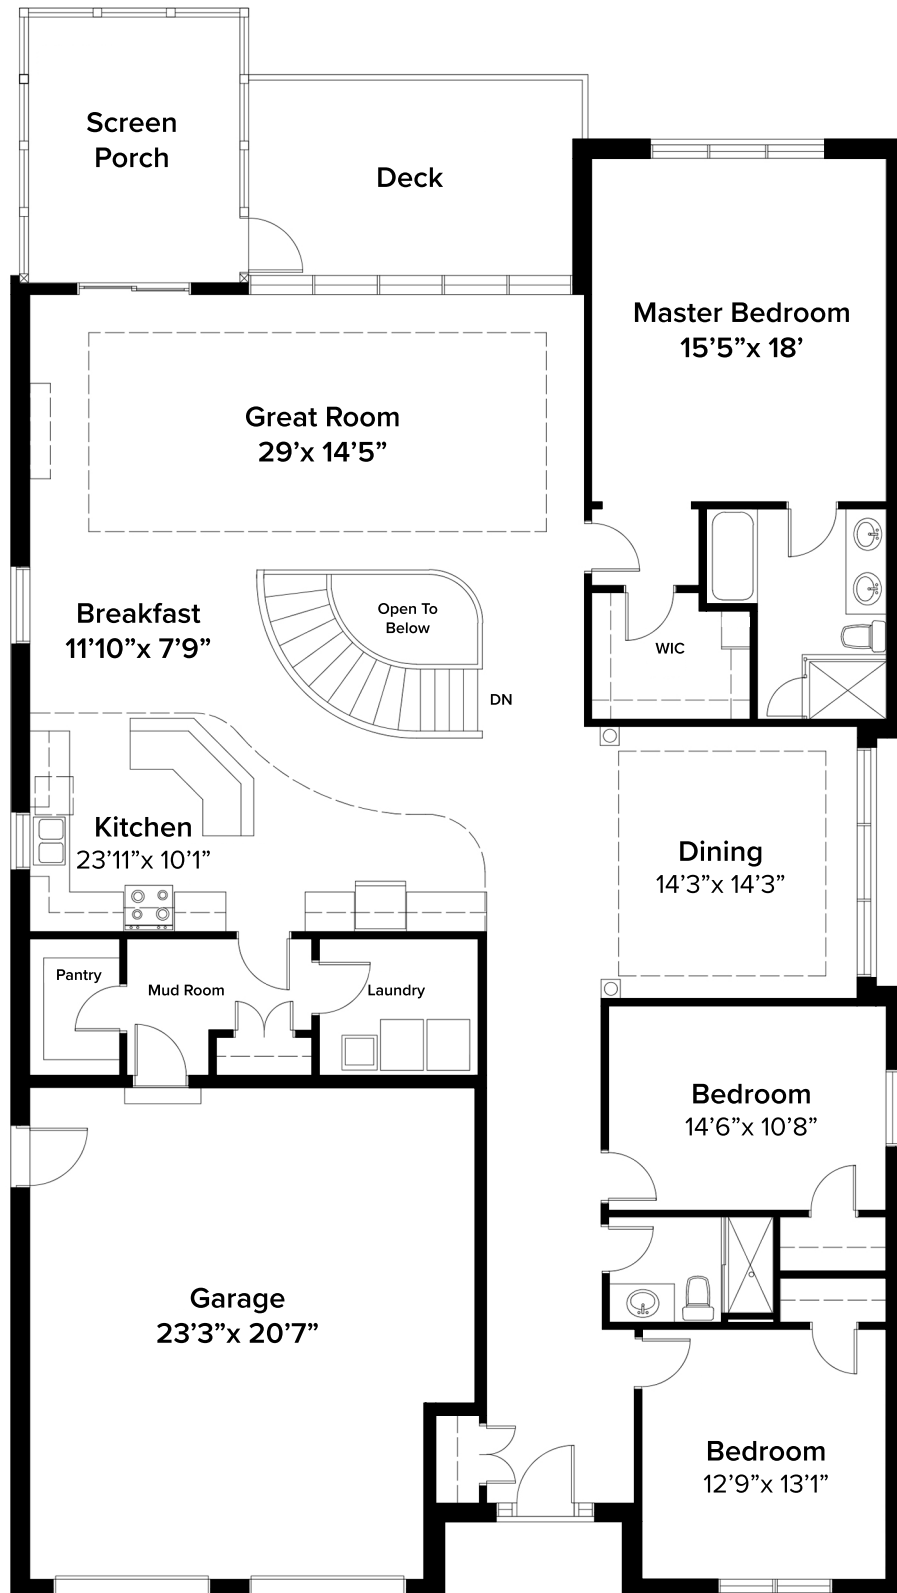 Screen
Porch
Deck
Master Bedroom
15’5”x 18’
Great Room
29’x 14’5”
Open To
Below
Breakfast
11’10”x 7’9”
WIC
DN
Kitchen
23’11”x 10’1”
Dining
14’3”x 14’3”
Pantry
Mud Room
Laundry
Bedroom
14’6”x 10’8”
Garage
23’3”x 20’7”
Bedroom
12’9”x 13’1”